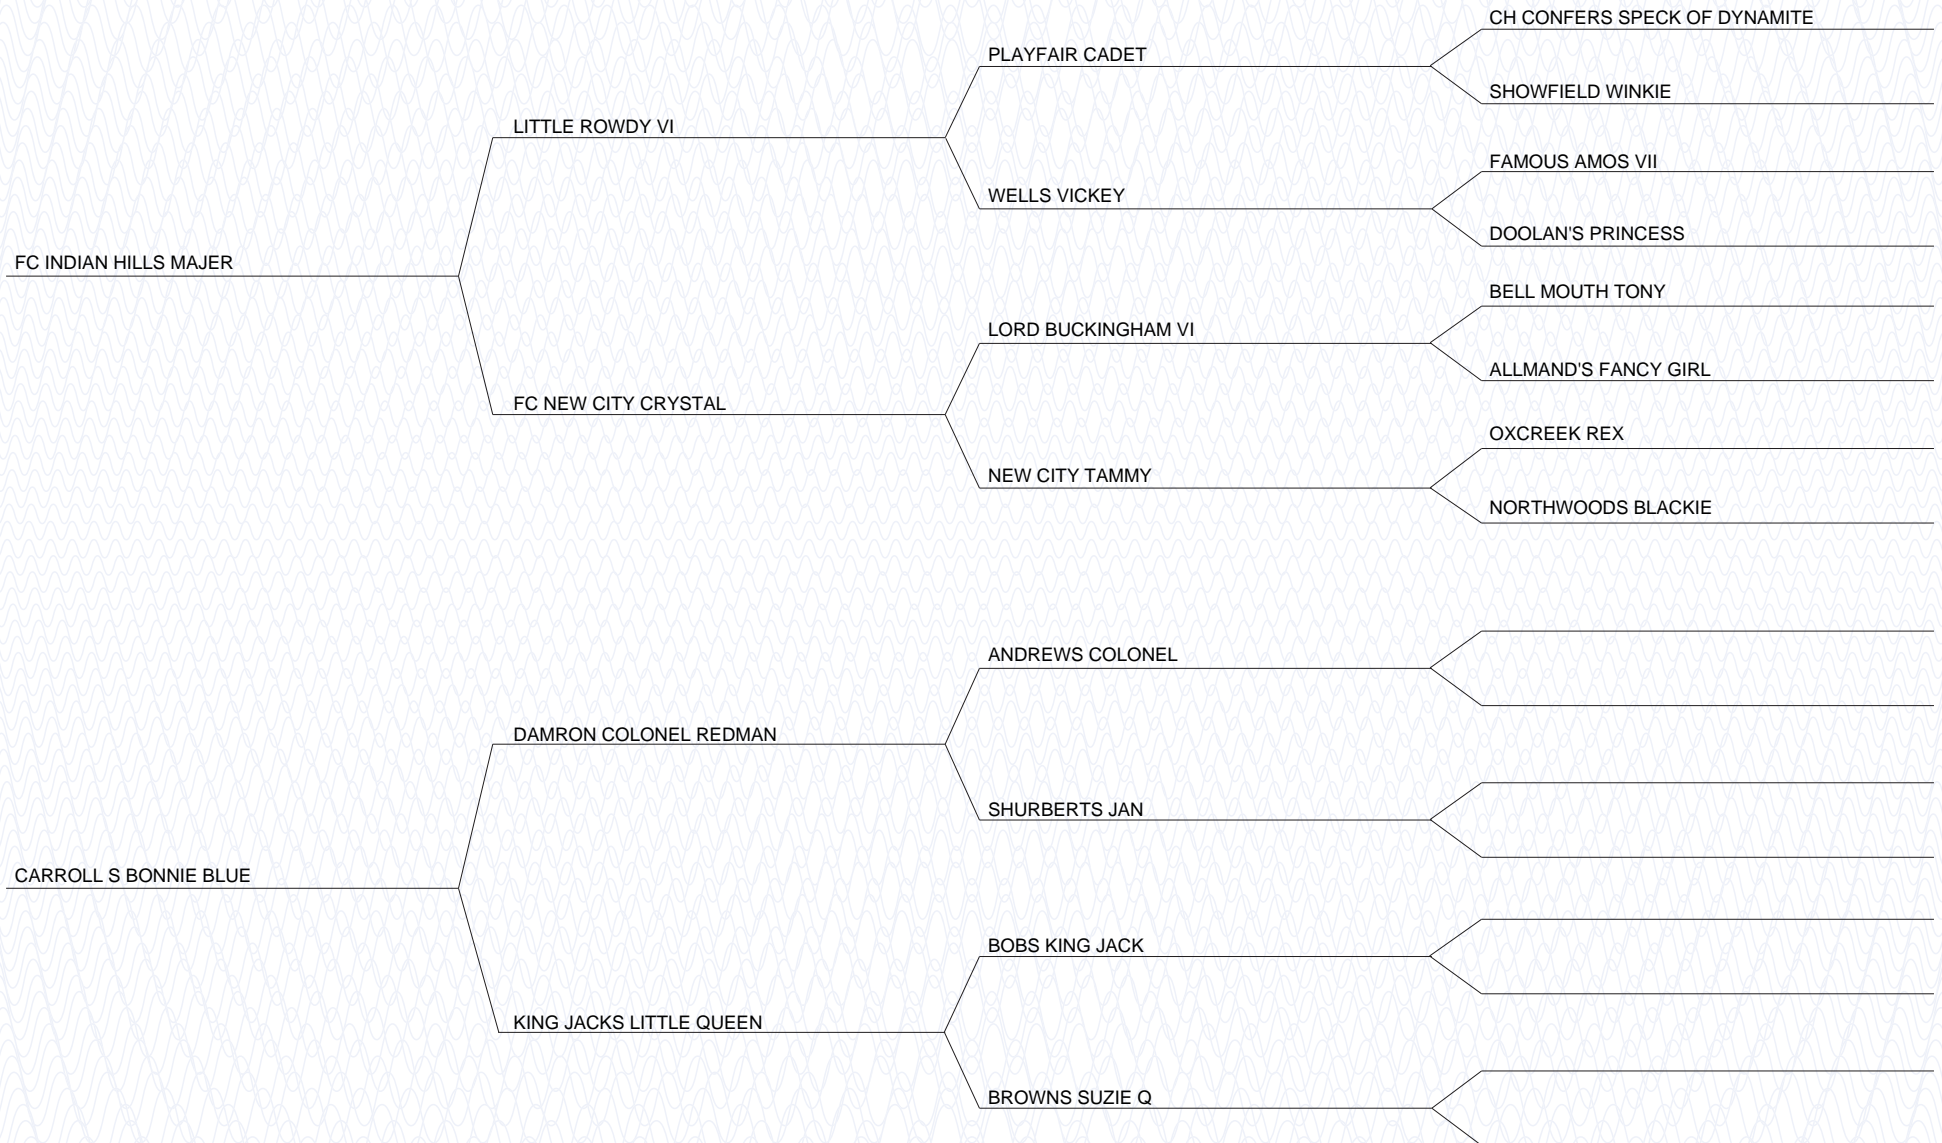 CH CONFERS SPECK OF DYNAMITE
PLAYFAIR CADET
SHOWFIELD WINKIE
LITTLE ROWDY VI
FAMOUS AMOS VII
WELLS VICKEY
DOOLAN'S PRINCESS
FC INDIAN HILLS MAJER
BELL MOUTH TONY
LORD BUCKINGHAM VI
ALLMAND'S FANCY GIRL
FC NEW CITY CRYSTAL
OXCREEK REX
NEW CITY TAMMY
NORTHWOODS BLACKIE
ANDREWS COLONEL
DAMRON COLONEL REDMAN
SHURBERTS JAN
CARROLL S BONNIE BLUE
BOBS KING JACK
KING JACKS LITTLE QUEEN
BROWNS SUZIE Q